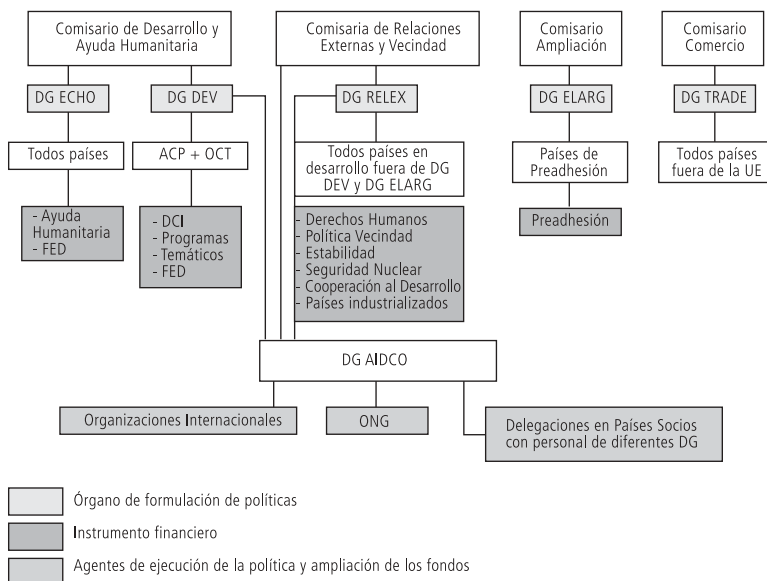 Comisario de Desarrollo y
Ayuda Humanitaria
Comisaria de Relaciones
Externas y Vecindad
Comisario
Ampliación
Comisario
Comercio
DG ECHO
DG DEV
DG RELEX
DG ELARG
DG TRADE
Todos países
ACP + OCT
Todos países en
desarrollo fuera de DG
DEV y DG ELARG
Países de
Preadhesión
Todos países
fuera de la UE
- Ayuda
Humanitaria
- FED
- DCI
- Programas
- Temáticos
- FED
- Derechos Humanos
- Política Vecindad
- Estabilidad
- Seguridad Nuclear
- Cooperación al Desarrollo
- Países industrializados
Preadhesión
DG AIDCO
Organizaciones Internacionales
ONG
Delegaciones en Países Socios
con personal de diferentes DG
Órgano de formulación de políticas
Instrumento financiero
Agentes de ejecución de la política y ampliación de los fondos